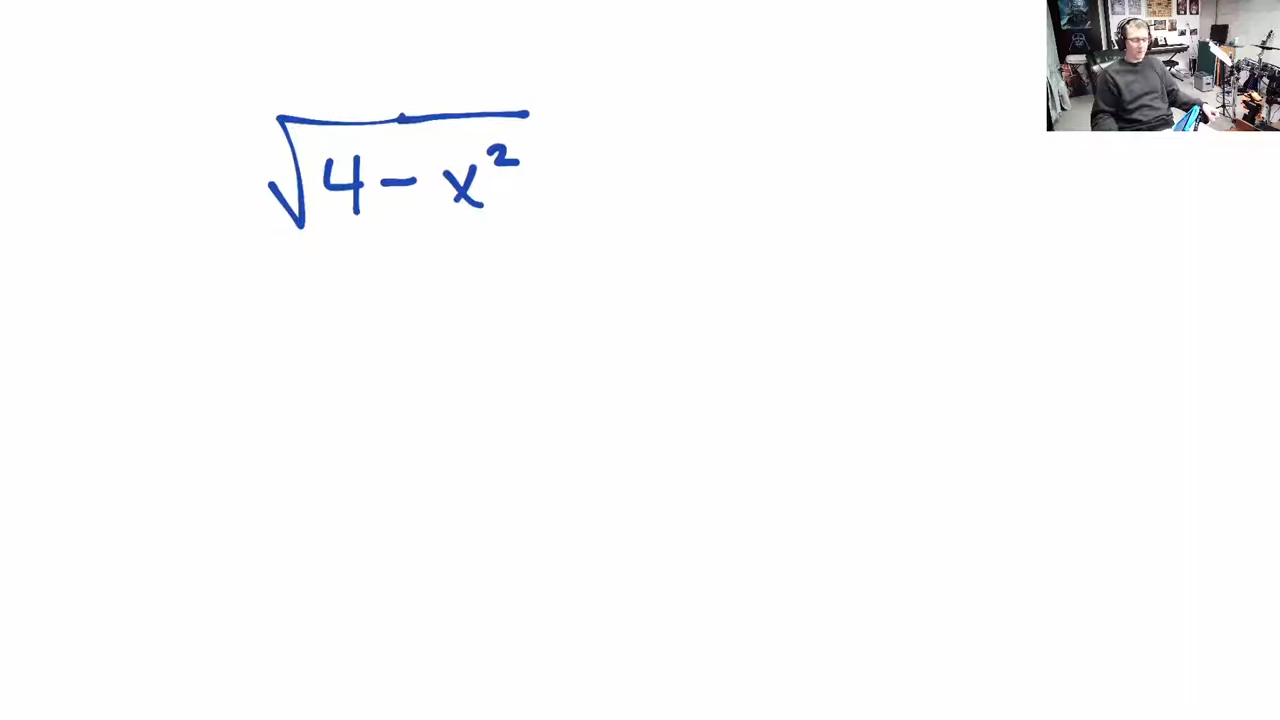 √4 - x²